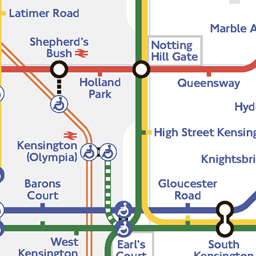 Latimer Road
Marble A
Shepherd's
Bush
Notting
Hill Gate
Holland
Park
Queensway
Hyd
High Street Kensing
Kensington
(Olympia)
Knightsbri
Barons
Court
Gloucester
Road
West
Kensington
Earl's
Court
South
Kensington